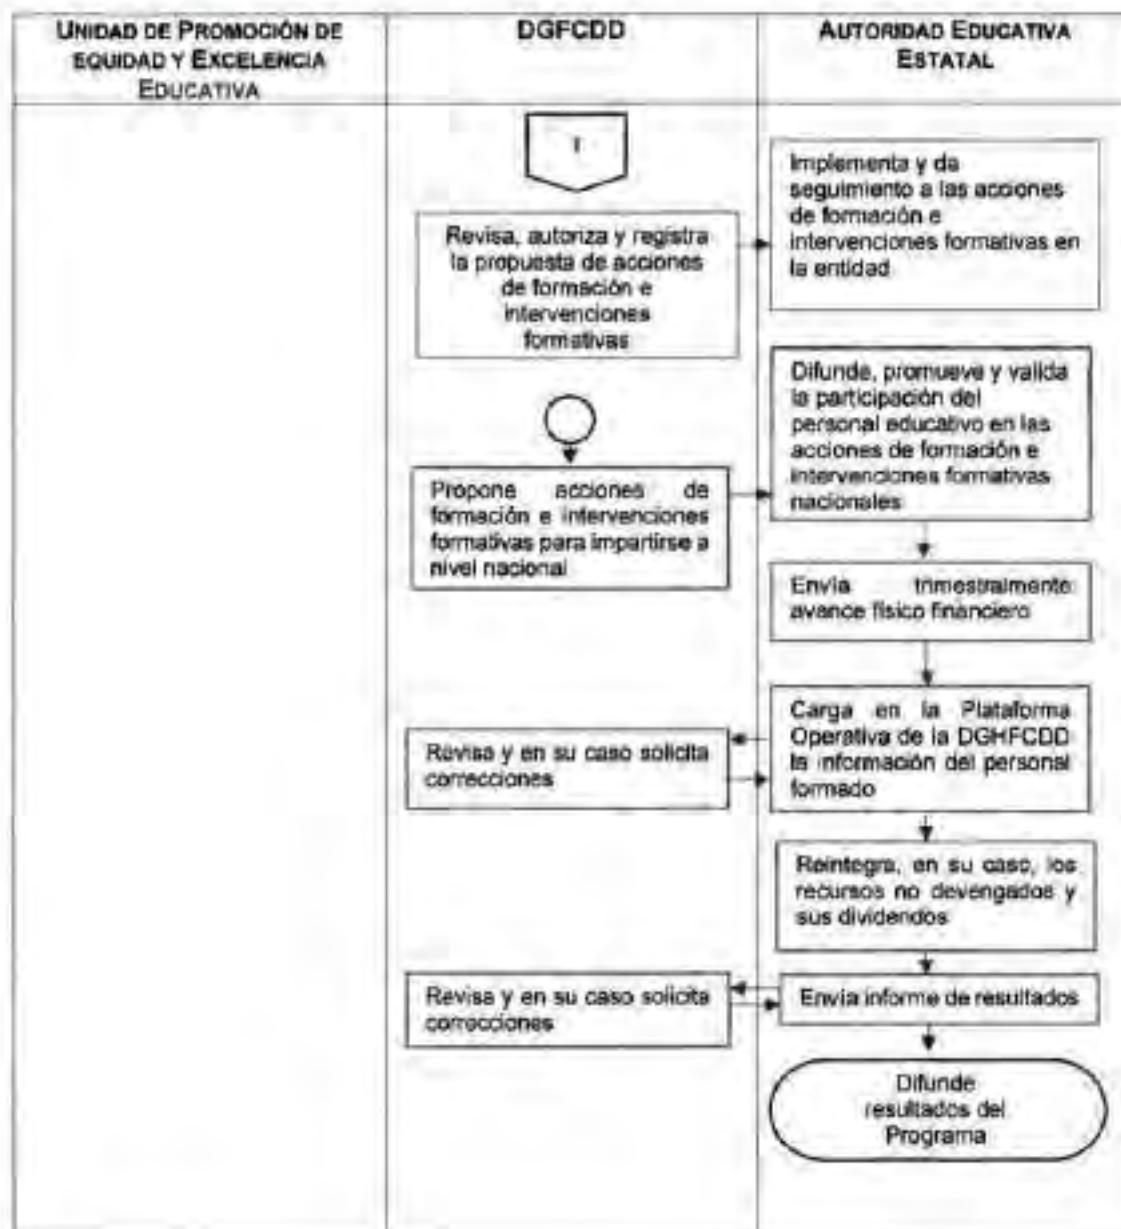 UNIDAD DE PROMOCIÓN DE
EQUIDAD Y EXCELENCIA
EDUCATIVA
DGFCDD
AUTORIDAD EDUCATIVA
ESTATAL
Implementa y da
seguimiento a las acciones
de formación e
intervenciones formativas en
la entidad
Revisa, autoriza y registra
la propuesta de acciones
de formación e
intervenciones
formativas
Difunde, promueve y valida
la participación del
personal educativo en las
acciones de formación e
intervenciones formativas
nacionales
Propone acciones de
formación e intervenciones
formativas para impartirse a
nivel nacional
Envía trimestralmente
avance físico financiero
Carga en la Plataforma
Operativa de la DGHFCDD
la información del personal
formado
Revisa y en su caso solicita
correcciones
Reintegra, en su caso, los
recursos no devengados y
sus dividendos
Envía informe de resultados
Revisa y en su caso solicita
correcciones
Difunde
resultados del
Programa